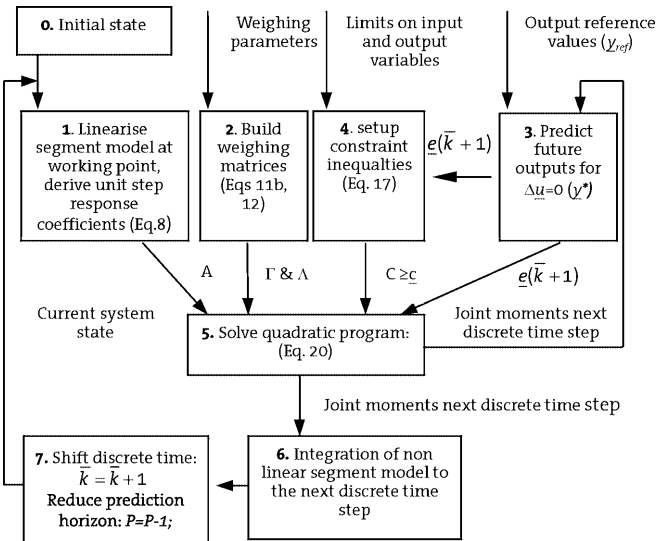 0. Initial state
Weighing
parameters
Limits on input
and output
variables
Output reference
values (y_ref)
1. Linearise
segment model at
working point,
derive unit step
response
coefficients (Eq.8)
2. Build
weighing
matrices
(Eqs 11b,
12)
4. setup
constraint
inequalties
(Eq. 17)
e(k̅ + 1)
3. Predict
future
outputs for
Δu=0 (y*)
A
Γ & Λ
C ≥c
e(k̅ +1)
Current system
state
Joint moments next
discrete time step
5. Solve quadratic program:
(Eq. 20)
Joint moments next discrete time step
7. Shift discrete time:
k̅ = k̅ + 1
Reduce prediction
horizon: P=P-1;
6. Integration of non
linear segment model to
the next discrete time
step